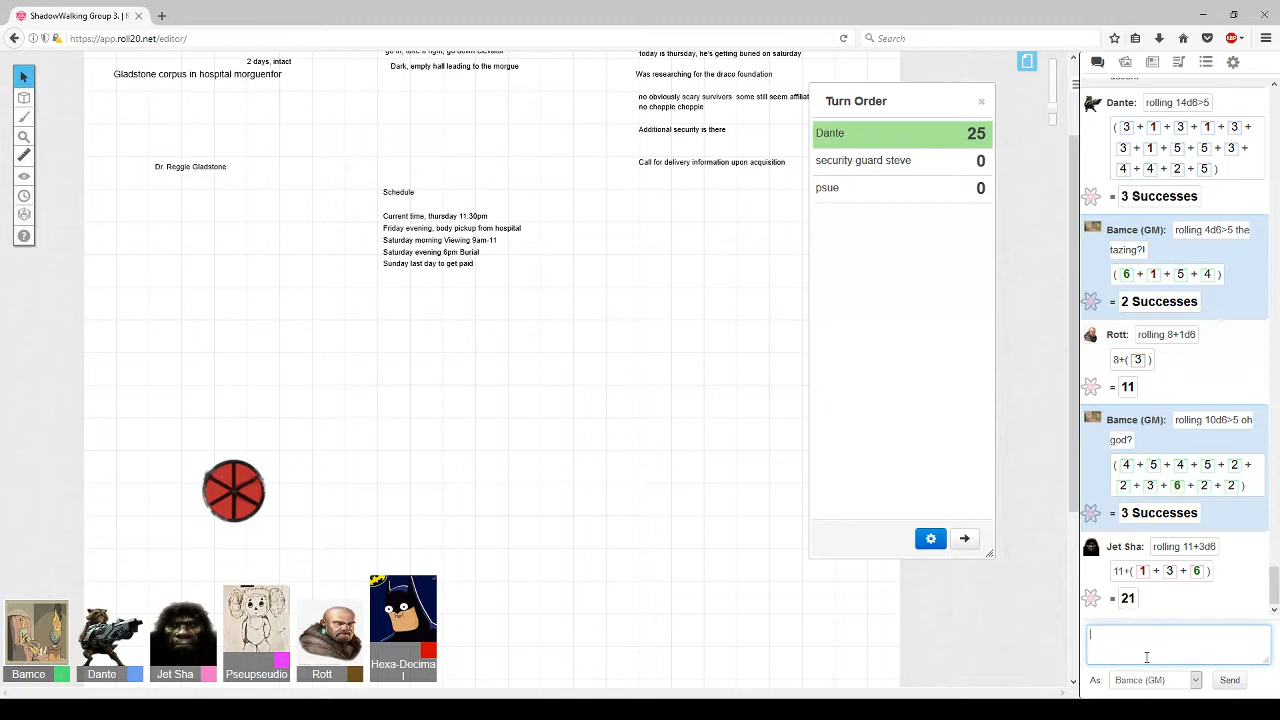 ShadowWalking Group 3. | R
https://app.roll20.net/editor/
Search
2 days, intact
Gladstone corpus in hospital morguenfor
Dr. Reggie Gladstone
go in, take a right, go down elevator
Dark, empty hall leading to the morgue
Schedule
Current time, thursday 11:30pm
Friday evening, body pickup from hospital
Saturday morning Viewing 9am-11
Saturday evening 6pm Burial
Sunday last day to get paid
today is thursday, he's getting buried on saturday
Was researching for the draco foundation
no obviously scary survivors some still seem affiliat
no choppie choppie
Additional security is there
Call for delivery information upon acquisition
Turn Order
Dante 25
security guard steve 0
psue 0
Bamce
Dante
Jet Sha
Pseupseudio
Rott
Hexa-Decima
l
Dante: rolling 14d6>5
( 3 + 1 + 3 + 1 + 3 +
3 + 1 + 5 + 5 + 3 +
4 + 4 + 2 + 5 )
= 3 Successes
Bamce (GM): rolling 4d6>5 the
tazing?!
( 6 + 1 + 5 + 4 )
= 2 Successes
Rott: rolling 8+1d6
8+( 3 )
= 11
Bamce (GM): rolling 10d6>5 oh
god?
( 4 + 5 + 4 + 5 + 2 +
2 + 3 + 6 + 2 + 2 )
= 3 Successes
Jet Sha: rolling 11+3d6
11+( 1 + 3 + 6 )
= 21
As: Bamce (GM) Send